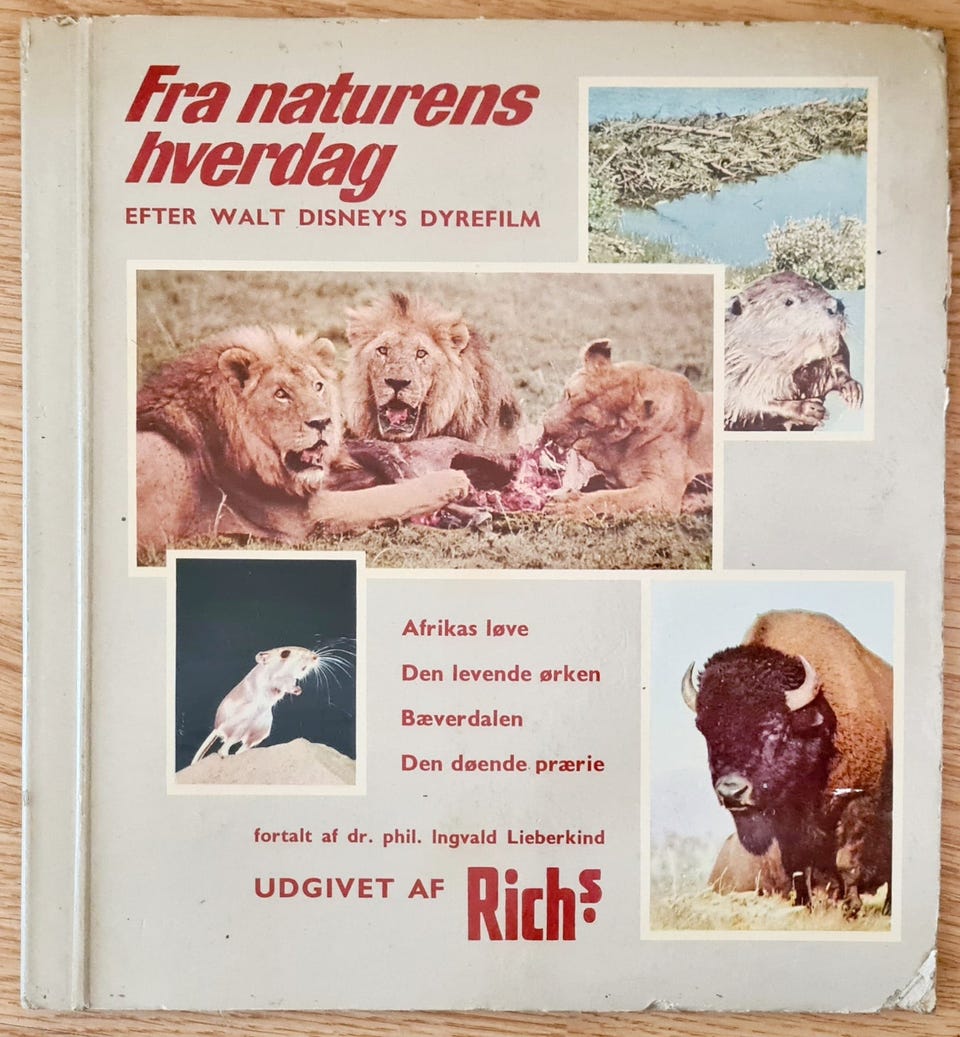 Fra naturens
hverdag
EFTER WALT DISNEY'S DYREFILM
Afrikas løve
Den levende ørken
Bæverdalen
Den døende prærie
fortalt af dr. phil. Ingvald Lieberkind
UDGIVET AF Richs